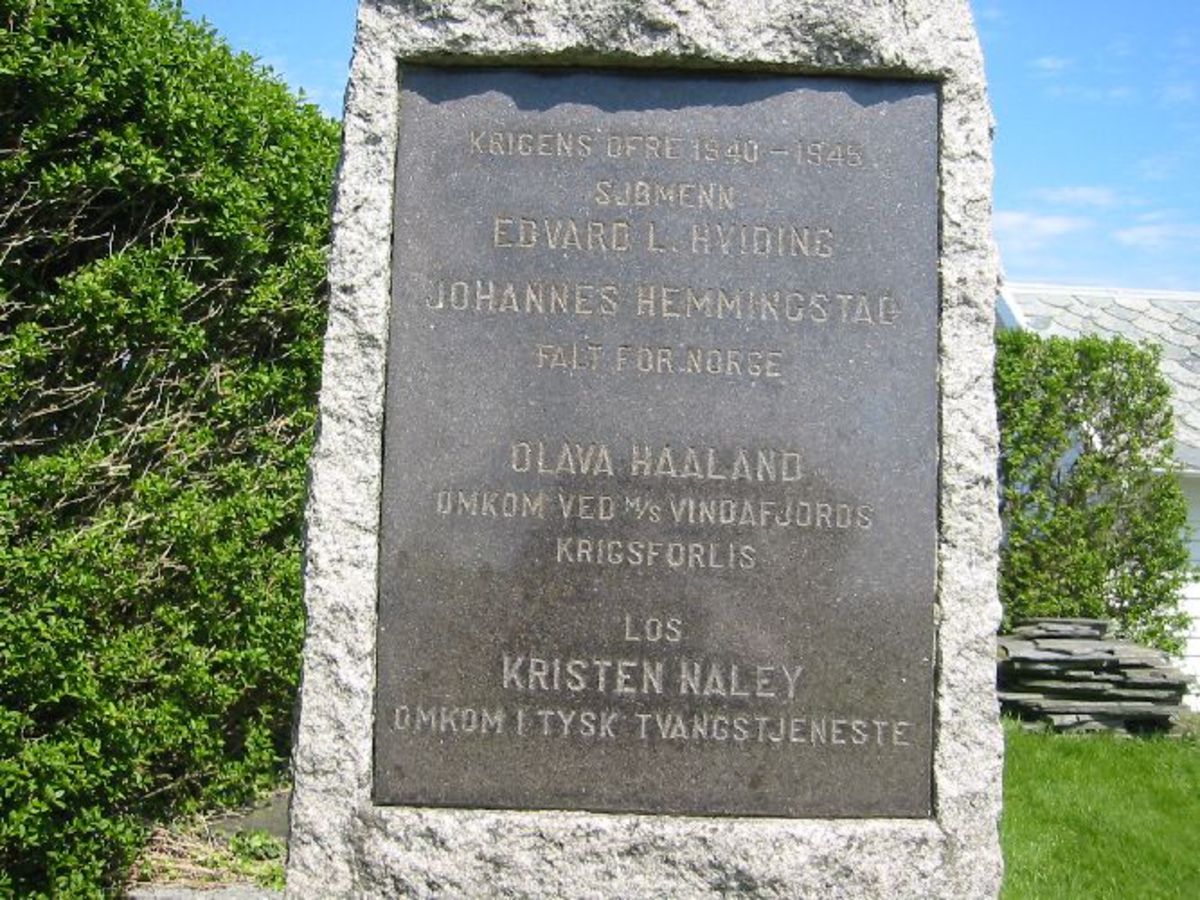 KRIGENS OFRE 1940 – 1945
SJØMENN
EDVARD L. HVIDING
JOHANNES HEMMINGSTAD
FALT FOR NORGE
OLAVA HAALAND
OMKOM VED M/S VINDAFJORDS
KRIGSFORLIS
LOS
KRISTEN NALEY
OMKOM I TYSK TVANGSTJENESTE